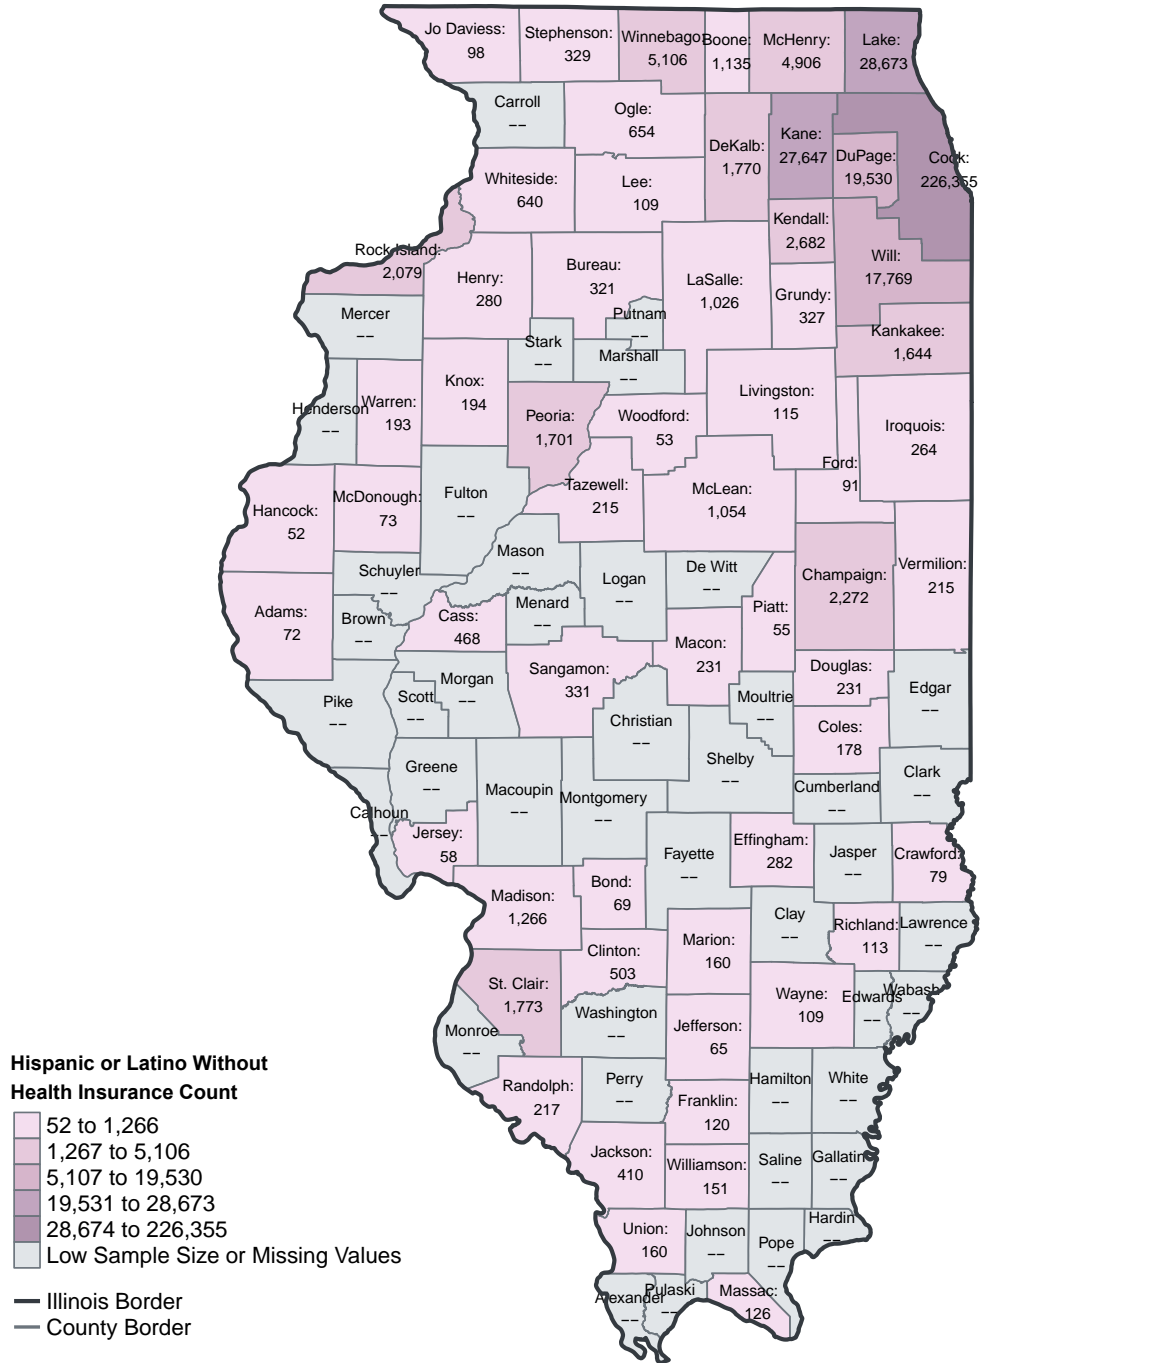 Jo Daviess:
98
Stephenson:
329
Winnebago:
5,106
Boone:
1,135
McHenry:
4,906
Lake:
28,673
Carroll
––
Ogle:
654
DeKalb:
1,770
Kane:
27,647
DuPage:
19,530
Cook:
226,355
Whiteside:
640
Lee:
109
Kendall:
2,682
Will:
17,769
Rock Island:
2,079
Henry:
280
Bureau:
321
LaSalle:
1,026
Grundy:
327
Mercer
––
Putnam
––
Stark
––
Marshall
––
Kankakee:
1,644
Henderson
––
Warren:
193
Knox:
194
Peoria:
1,701
Woodford:
53
Livingston:
115
Iroquois:
264
Ford:
91
Hancock:
52
McDonough:
73
Fulton
––
Tazewell:
215
McLean:
1,054
Schuyler
––
Mason
––
Logan
––
De Witt
––
Champaign:
2,272
Vermilion:
215
Adams:
72
Brown
––
Cass:
468
Menard
––
Piatt:
55
Macon:
231
Sangamon:
331
Douglas:
231
Edgar
––
Pike
––
Scott
––
Morgan
––
Christian
––
Moultrie
––
Coles:
178
Shelby
––
Greene
––
Macoupin
––
Montgomery
––
Cumberland
––
Clark
––
Calhoun
––
Jersey:
58
Fayette
––
Effingham:
282
Jasper
––
Crawford:
79
Madison:
1,266
Bond:
69
Clay
––
Richland:
113
Lawrence
––
Marion:
160
Clinton:
503
St. Clair:
1,773
Washington
––
Wayne:
109
Edwards
––
Wabash
––
Jefferson:
65
Monroe
––
Randolph:
217
Perry
––
Hamilton
––
White
––
Franklin:
120
Jackson:
410
Williamson:
151
Saline
––
Gallatin
––
Union:
160
Johnson
––
Pope
––
Hardin
––
Alexander
––
Pulaski
––
Massac:
126
Hispanic or Latino Without
Health Insurance Count
52 to 1,266
1,267 to 5,106
5,107 to 19,530
19,531 to 28,673
28,674 to 226,355
Low Sample Size or Missing Values
Illinois Border
County Border